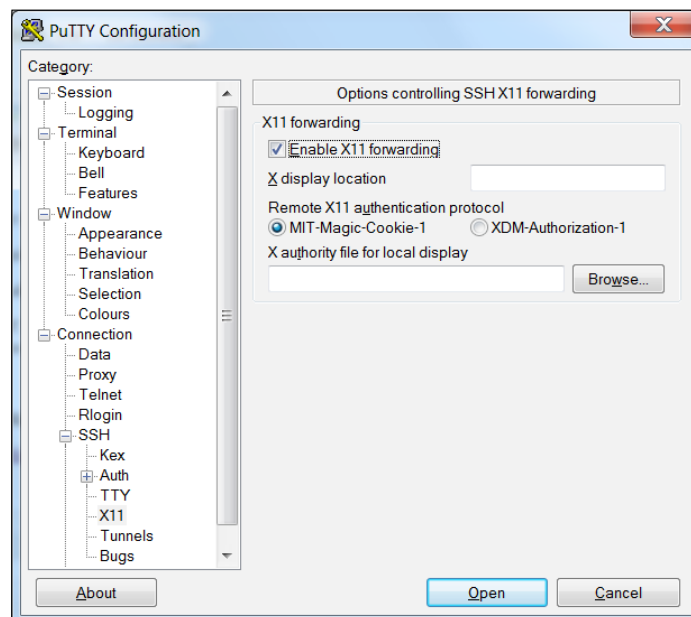 PuTTY Configuration
Category:
Session
Logging
Terminal
Keyboard
Bell
Features
Window
Appearance
Behaviour
Translation
Selection
Colours
Connection
Data
Proxy
Telnet
Rlogin
SSH
Kex
Auth
TTY
X11
Tunnels
Bugs
Options controlling SSH X11 forwarding
X11 forwarding
Enable X11 forwarding
X display location
Remote X11 authentication protocol
MIT-Magic-Cookie-1 XDM-Authorization-1
X authority file for local display
Browse...
About Open Cancel